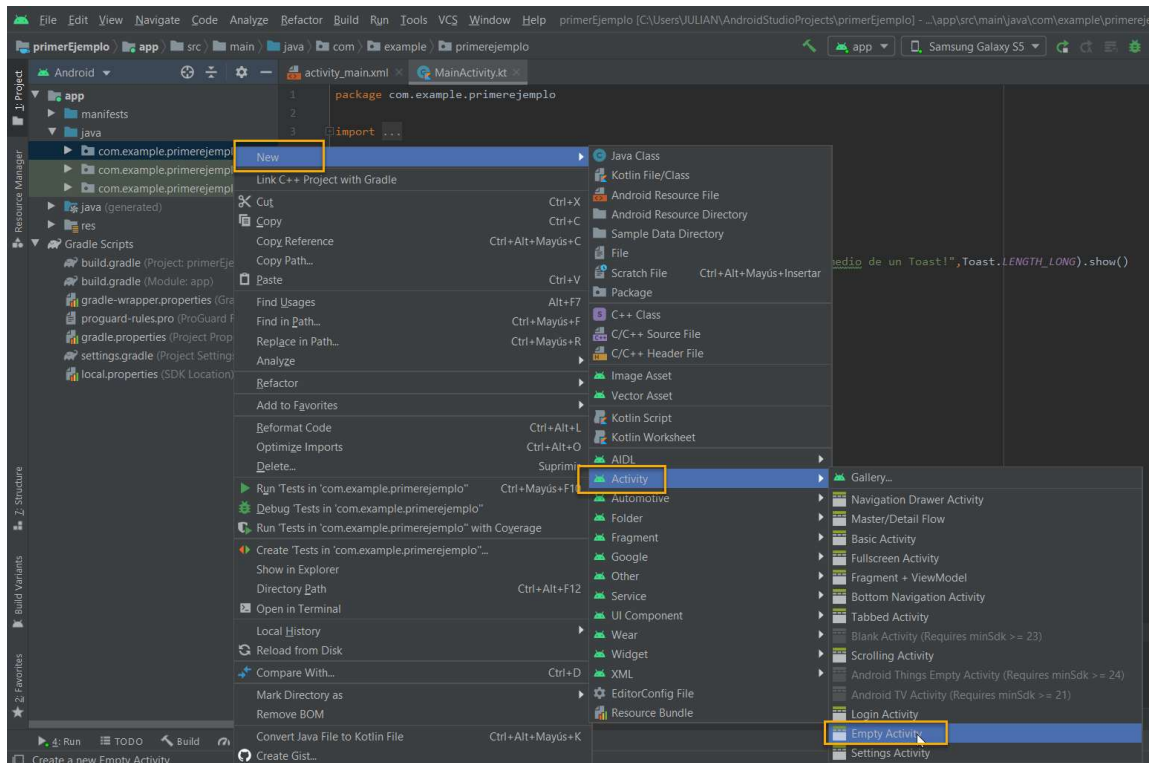 File Edit View Navigate Code Analyze Refactor Build Run Tools VCS Window Help primerEjemplo [C:\Users\JULIAN\AndroidStudioProjects\primerEjemplo] - ...\app\src\main\java\com\example\primereje
primerEjemplo app src main java com example primerejemplo app Samsung Galaxy S5
Android activity_main.xml MainActivity.kt
1: Project
Resource Manager
Z: Structure
Build Variants
2: Favorites
app
manifests
java
com.example.primerejempl
com.example.primerejempl
com.example.primerejempl
java (generated)
res
Gradle Scripts
build.gradle (Project: primerEje
build.gradle (Module: app)
gradle-wrapper.properties (Gra
proguard-rules.pro (ProGuard F
gradle.properties (Project Prop
settings.gradle (Project Setting
local.properties (SDK Location)
1 package com.example.primerejemplo
2
3 import ...
medio de un Toast!",Toast.LENGTH_LONG).show()
New
Link C++ Project with Gradle
Cut Ctrl+X
Copy Ctrl+C
Copy Reference Ctrl+Alt+Mayús+C
Copy Path...
Paste Ctrl+V
Find Usages Alt+F7
Find in Path... Ctrl+Mayús+F
Replace in Path... Ctrl+Mayús+R
Analyze
Refactor
Add to Favorites
Reformat Code Ctrl+Alt+L
Optimize Imports Ctrl+Alt+O
Delete... Suprimir
Run 'Tests in 'com.example.primerejemplo'' Ctrl+Mayús+F10
Debug 'Tests in 'com.example.primerejemplo''
Run 'Tests in 'com.example.primerejemplo'' with Coverage
Create 'Tests in 'com.example.primerejemplo''...
Show in Explorer
Directory Path Ctrl+Alt+F12
Open in Terminal
Local History
Reload from Disk
Compare With... Ctrl+D
Mark Directory as
Remove BOM
Convert Java File to Kotlin File Ctrl+Alt+Mayús+K
Create Gist...
Java Class
Kotlin File/Class
Android Resource File
Android Resource Directory
Sample Data Directory
File
Scratch File Ctrl+Alt+Mayús+Insertar
Package
C++ Class
C/C++ Source File
C/C++ Header File
Image Asset
Vector Asset
Kotlin Script
Kotlin Worksheet
AIDL
Activity
Automotive
Folder
Fragment
Google
Other
Service
UI Component
Wear
Widget
XML
EditorConfig File
Resource Bundle
Gallery...
Navigation Drawer Activity
Master/Detail Flow
Basic Activity
Fullscreen Activity
Fragment + ViewModel
Bottom Navigation Activity
Tabbed Activity
Blank Activity (Requires minSdk >= 23)
Scrolling Activity
Android Things Empty Activity (Requires minSdk >= 24)
Android TV Activity (Requires minSdk >= 21)
Login Activity
Empty Activity
Settings Activity
4: Run TODO Build
Create a new Empty Activity